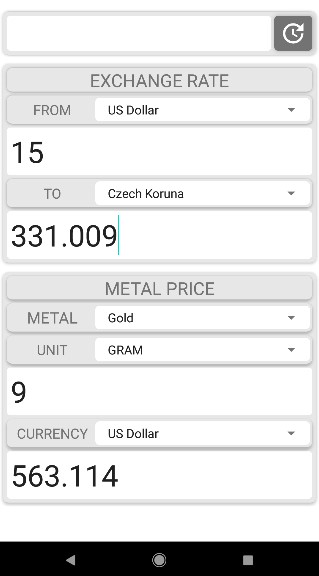 EXCHANGE RATE
FROM US Dollar
15
TO Czech Koruna
331.009
METAL PRICE
METAL Gold
UNIT GRAM
9
CURRENCY US Dollar
563.114